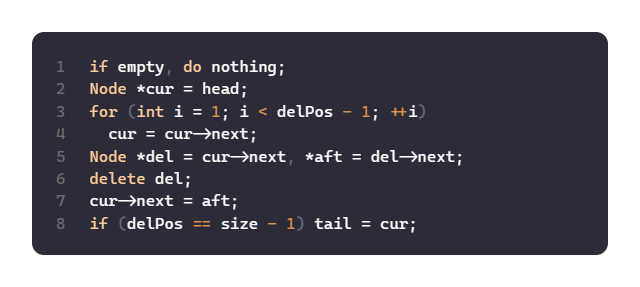 1 if empty, do nothing;
2 Node *cur = head;
3 for (int i = 1; i < delPos - 1; ++i)
4 cur = cur->next;
5 Node *del = cur->next, *aft = del->next;
6 delete del;
7 cur->next = aft;
8 if (delPos == size - 1) tail = cur;